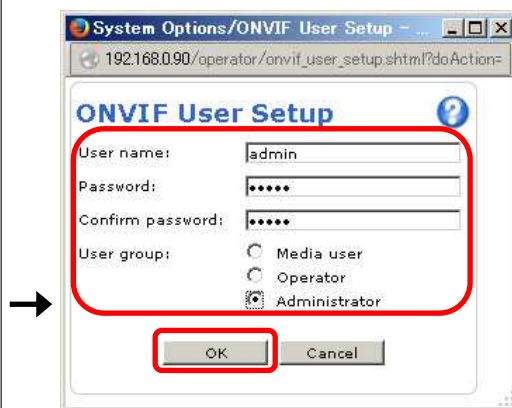 System Options/ONVIF User Setup - ...
192.168.0.90/operator/onvif_user_setup.shtml?doAction=
ONVIF User Setup
User name: admin
Password: •••••
Confirm password: •••••
User group: Media user
Operator
Administrator
OK Cancel